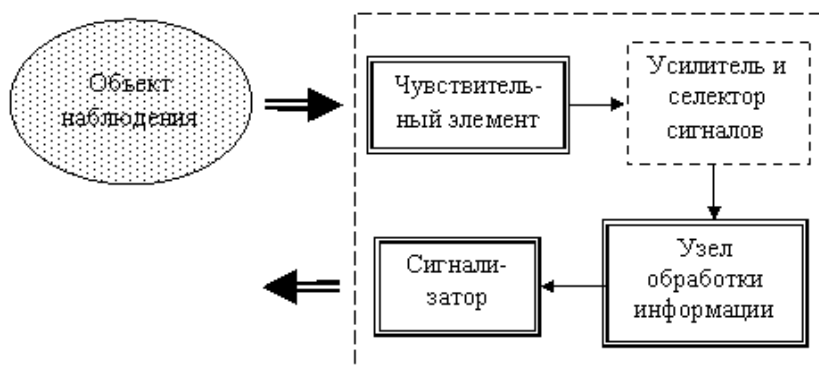 Объект
наблюдения
Чувствитель-
ный элемент
Усилитель и
селектор
сигналов
Узел
обработки
информации
Сигнали-
затор